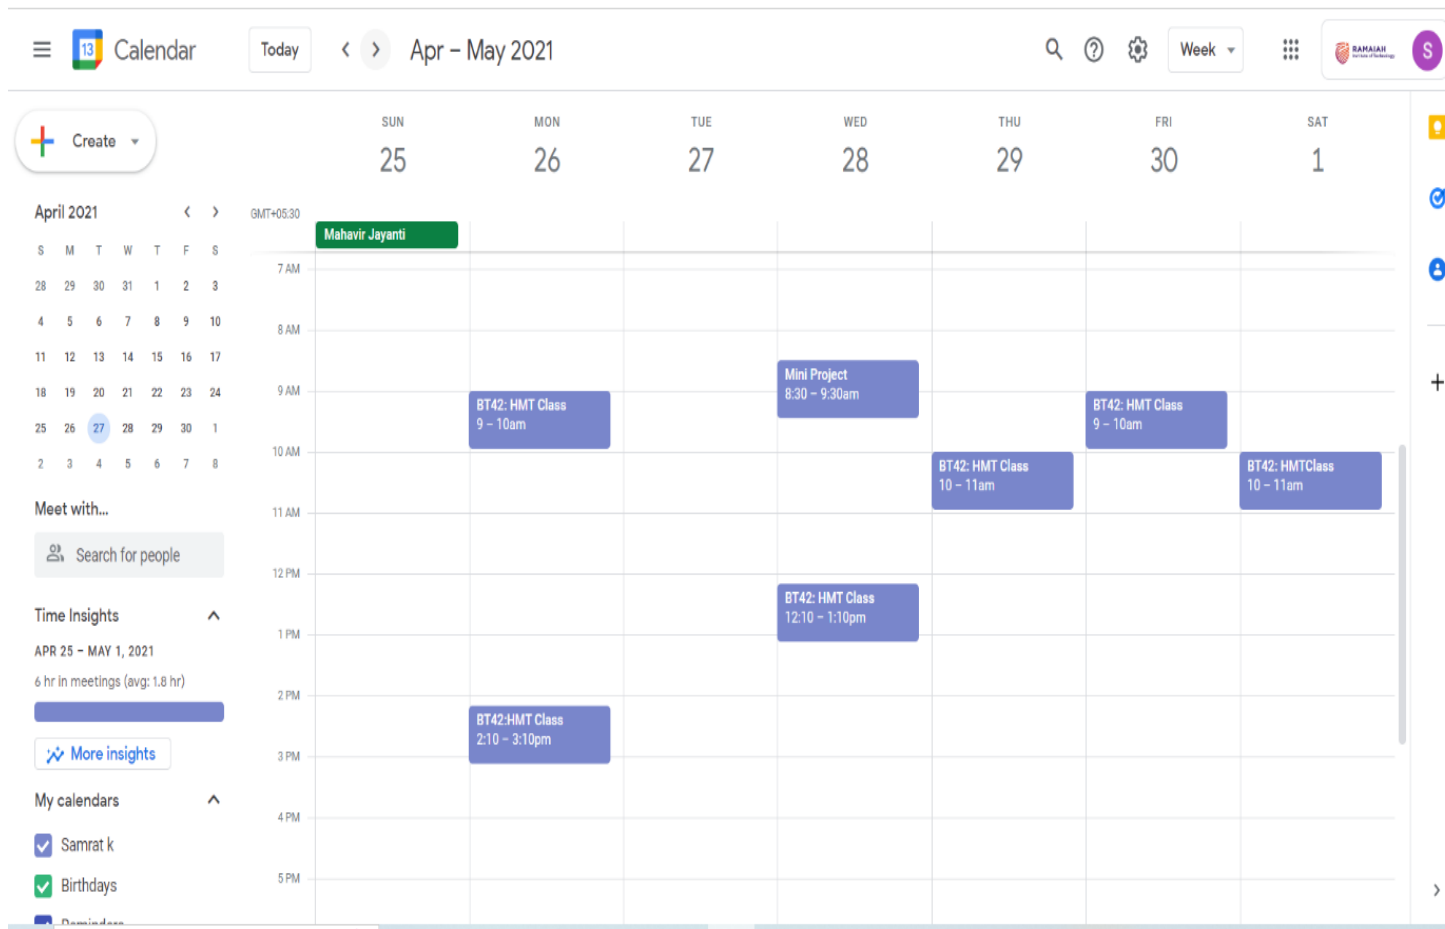 13 Calendar Today Apr – May 2021 Week RAMAIAH S
Create
April 2021
S M T W T F S
28 29 30 31 1 2 3
4 5 6 7 8 9 10
11 12 13 14 15 16 17
18 19 20 21 22 23 24
25 26 27 28 29 30 1
2 3 4 5 6 7 8
Meet with...
Search for people
Time Insights
APR 25 – MAY 1, 2021
6 hr in meetings (avg: 1.8 hr)
More insights
My calendars
Samrat k
Birthdays
Reminders
SUN MON TUE WED THU FRI SAT
25 26 27 28 29 30 1
GMT+05:30
Mahavir Jayanti
7 AM
8 AM
Mini Project
8:30 – 9:30am
9 AM
BT42: HMT Class
9 – 10am
BT42: HMT Class
9 – 10am
10 AM
BT42: HMT Class
10 – 11am
BT42: HMTClass
10 – 11am
11 AM
12 PM
BT42: HMT Class
12:10 – 1:10pm
1 PM
2 PM
BT42:HMT Class
2:10 – 3:10pm
3 PM
4 PM
5 PM